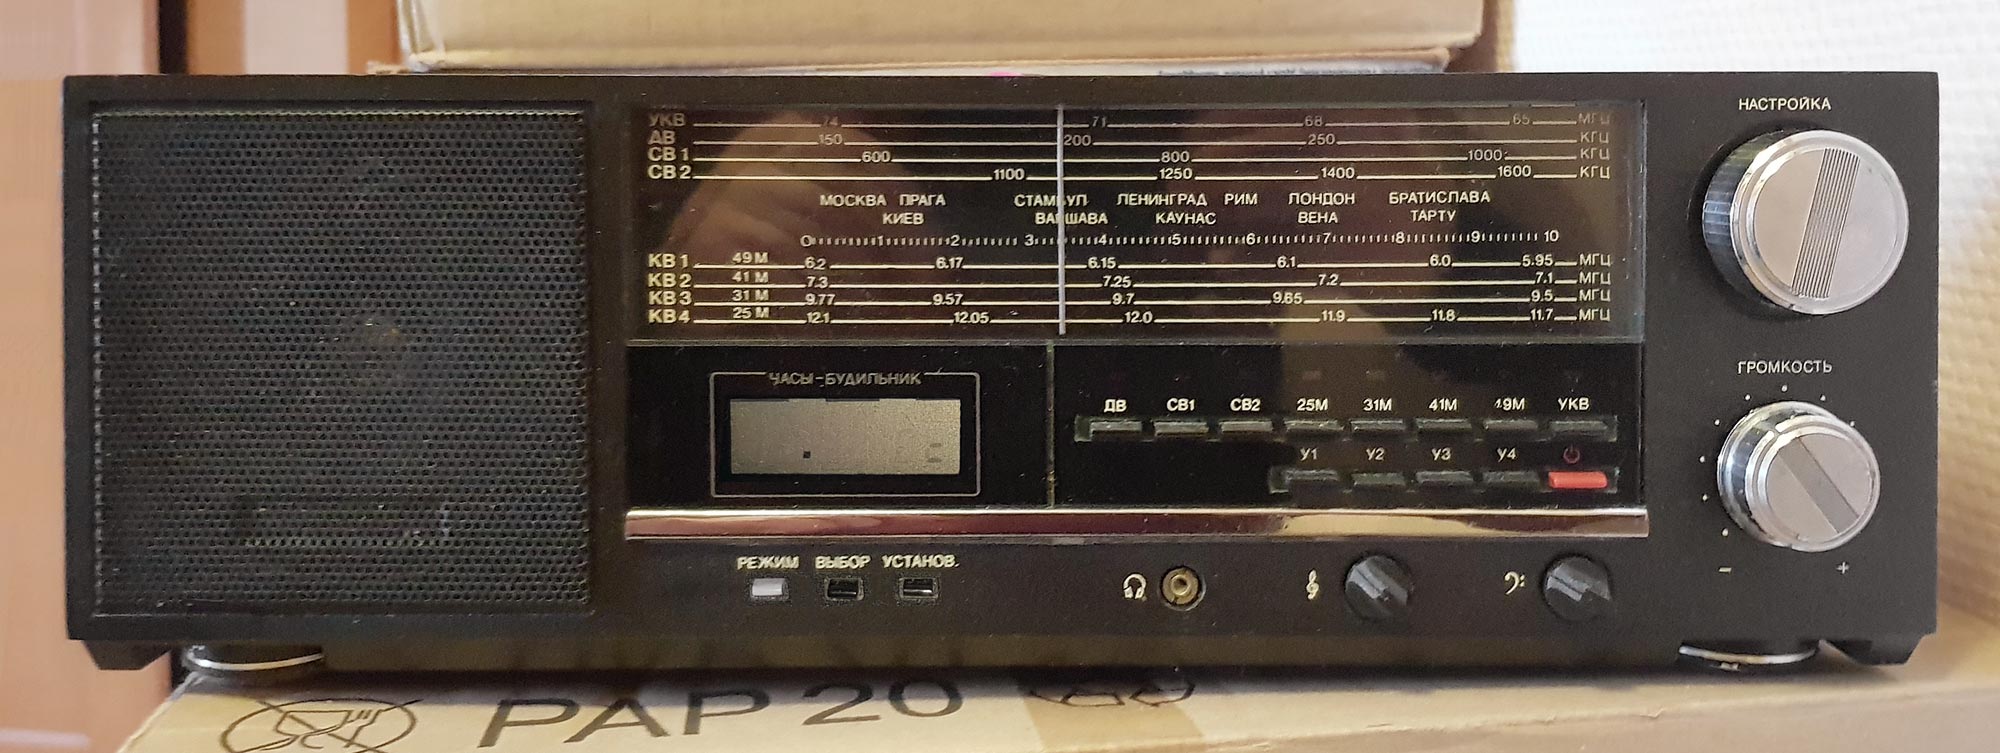 НАСТРОЙКА
УКВ 74 71 68 65 МГЦ
ДВ 150 200 250 КГЦ
СВ 1 600 800 1000 КГЦ
СВ 2 1100 1250 1400 1600 КГЦ
МОСКВА ПРАГА СТАМБУЛ ЛЕНИНГРАД РИМ ЛОНДОН БРАТИСЛАВА
КИЕВ ВАРШАВА КАУНАС ВЕНА ТАРТУ
0 1 2 3 4 5 6 7 8 9 10
КВ 1 49 М 6.2 6.17 6.15 6.1 6.0 5.95 МГЦ
КВ 2 41 М 7.3 7.25 7.2 7.1 МГЦ
КВ 3 31 М 9.77 9.57 9.7 9.65 9.5 МГЦ
КВ 4 25 М 12.1 12.05 12.0 11.9 11.8 11.7 МГЦ
ГРОМКОСТЬ
ЧАСЫ-БУДИЛЬНИК
ДВ СВ1 СВ2 25М 31М 41М 49М УКВ
У1 У2 У3 У4
РЕЖИМ ВЫБОР УСТАНОВ.
− +
PAP 20